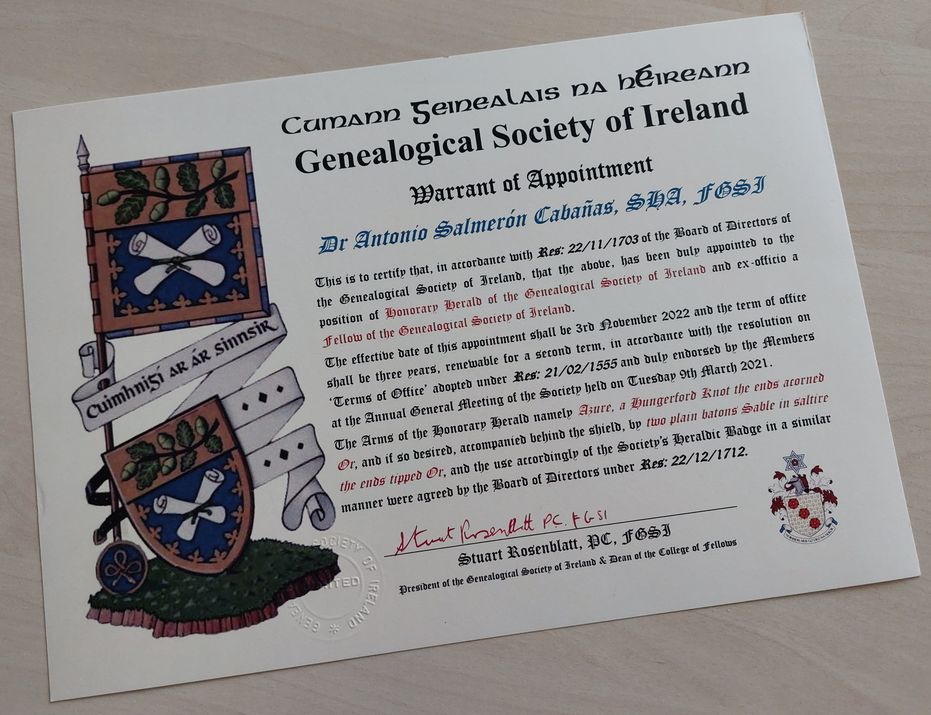 Cumann Geinealais na hÉireann
Genealogical Society of Ireland
Warrant of Appointment
Dr Antonio Salmerón Cabañas, SHA, FGSI
This is to certify that, in accordance with Res: 22/11/1703 of the Board of Directors of
the Genealogical Society of Ireland, that the above, has been duly appointed to the
position of Honorary Herald of the Genealogical Society of Ireland and ex-officio a
Fellow of the Genealogical Society of Ireland.
The effective date of this appointment shall be 3rd November 2022 and the term of office
shall be three years, renewable for a second term, in accordance with the resolution on
'Terms of Office' adopted under Res: 21/02/1555 and duly endorsed by the Members
at the Annual General Meeting of the Society held on Tuesday 9th March 2021.
The Arms of the Honorary Herald namely Azure, a Hungerford Knot the ends acorned
Or, and if so desired, accompanied behind the shield, by two plain batons Sable in saltire
the ends tipped Or, and the use accordingly of the Society's Heraldic Badge in a similar
manner were agreed by the Board of Directors under Res: 22/12/1712.
Cuimhnigí ar ár Sinnsir
Stuart Rosenblatt PC. FGSI
Stuart Rosenblatt, PC, FGSI
President of the Genealogical Society of Ireland & Dean of the College of Fellows
SOCIETY OF IRELAND
LIMITED